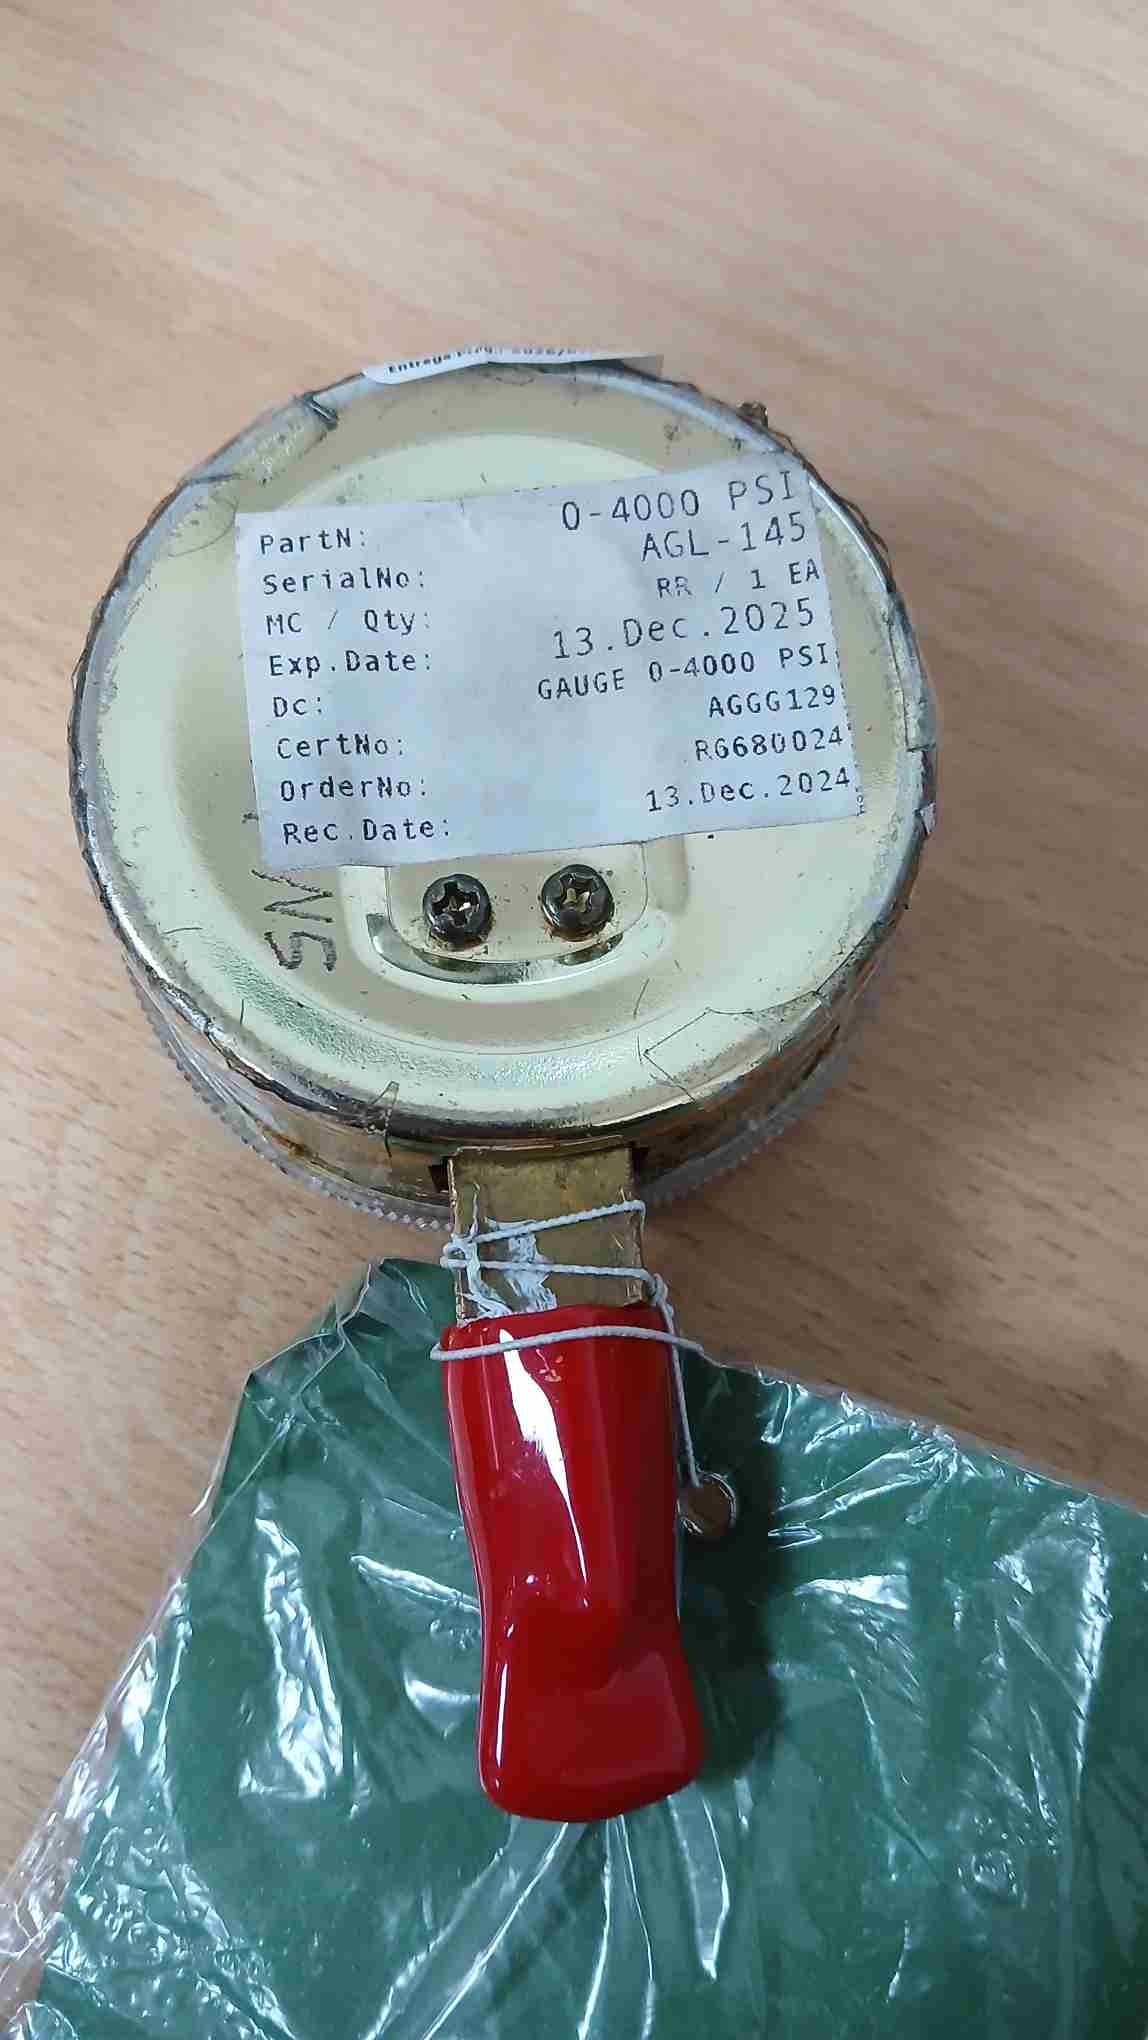 Entrega
PartN: 0-4000 PSI
SerialNo: AGL-145
MC / Qty: RR / 1 EA
Exp.Date: 13.Dec.2025
Dc: GAUGE 0-4000 PSI
CertNo: AGGG129
OrderNo: R6680024
Rec.Date: 13.Dec.2024